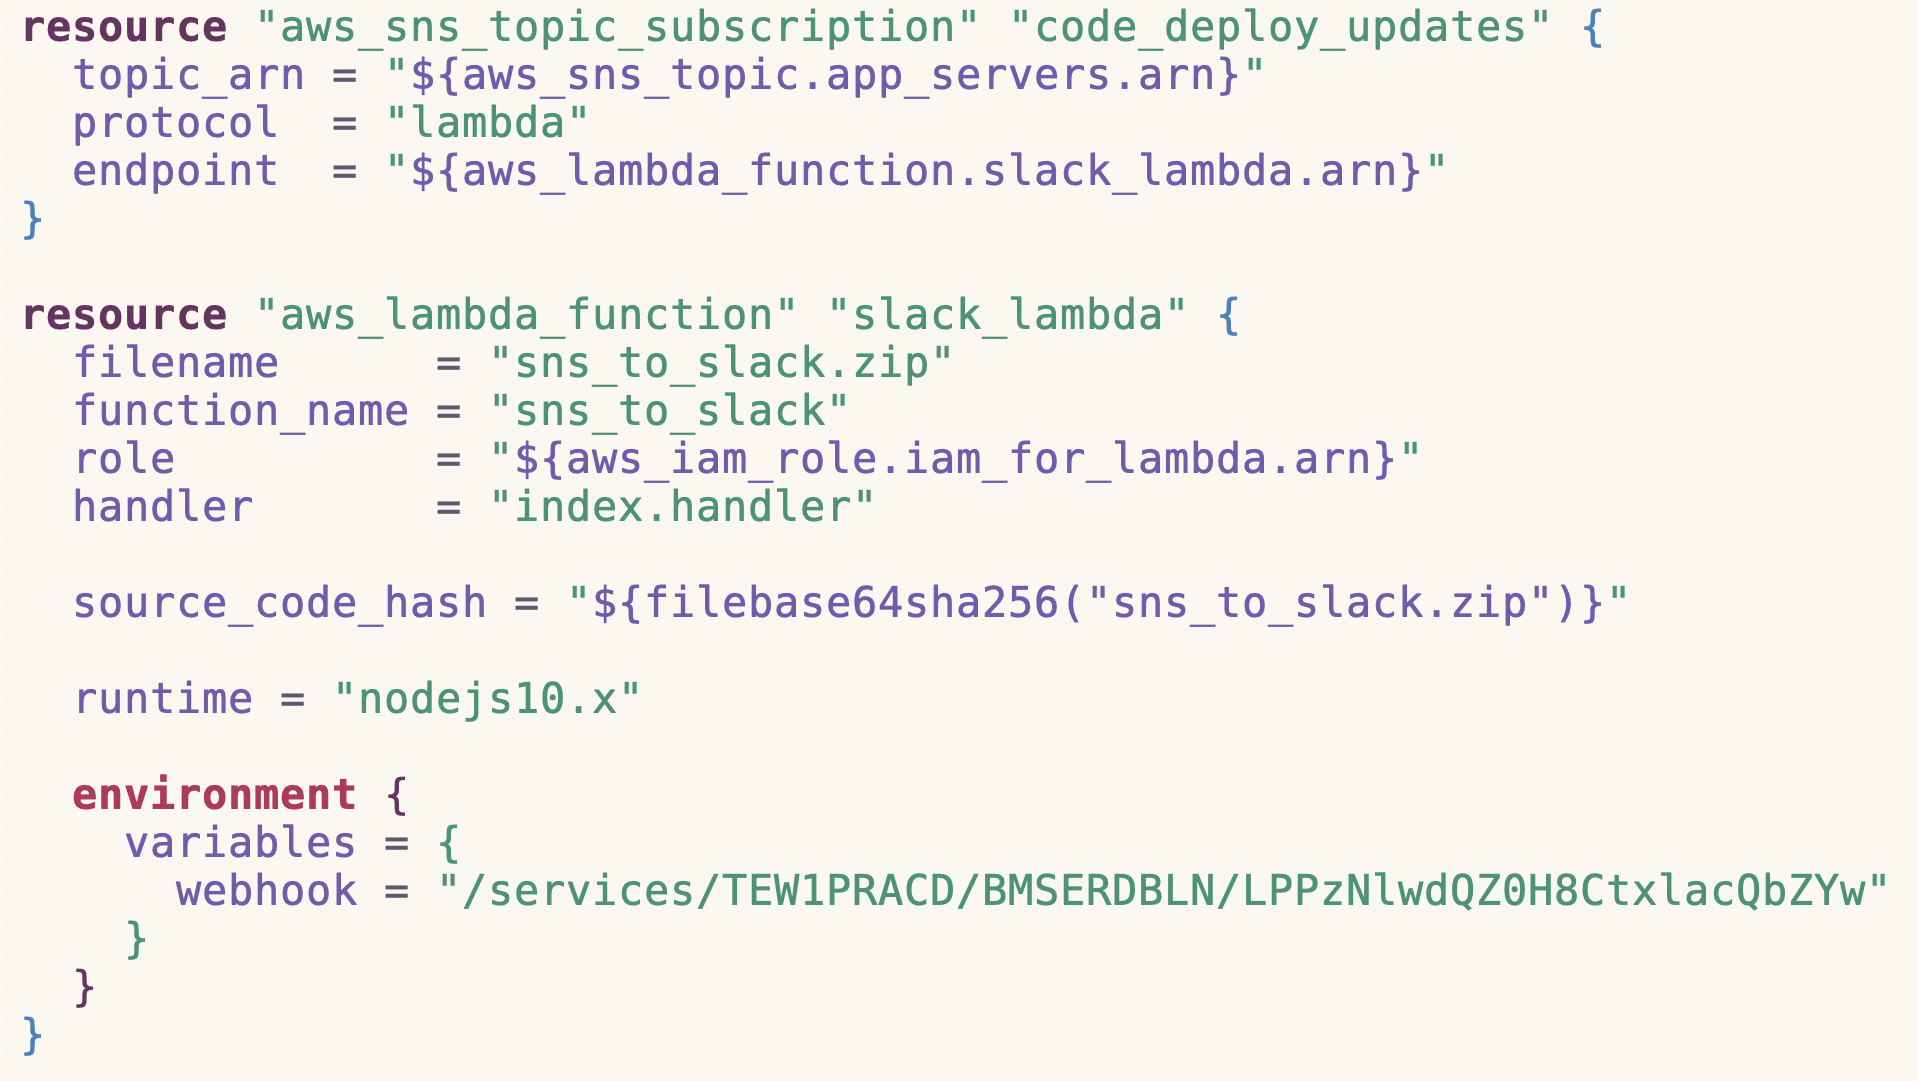 resource "aws_sns_topic_subscription" "code_deploy_updates" {
  topic_arn = "${aws_sns_topic.app_servers.arn}"
  protocol  = "lambda"
  endpoint  = "${aws_lambda_function.slack_lambda.arn}"
}

resource "aws_lambda_function" "slack_lambda" {
  filename      = "sns_to_slack.zip"
  function_name = "sns_to_slack"
  role          = "${aws_iam_role.iam_for_lambda.arn}"
  handler       = "index.handler"

  source_code_hash = "${filebase64sha256("sns_to_slack.zip")}"

  runtime = "nodejs10.x"

  environment {
    variables = {
      webhook = "/services/TEW1PRACD/BMSERDBLN/LPPzNlwdQZ0H8CtxlacQbZYw"
    }
  }
}